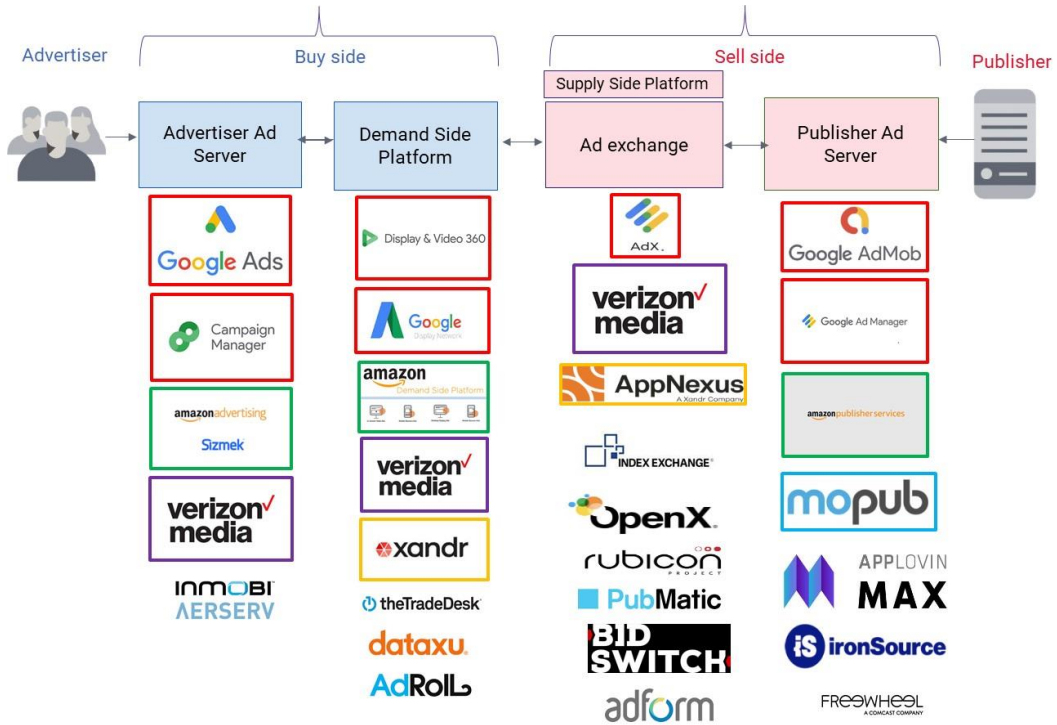 Advertiser
Buy side
Sell side
Publisher
Supply Side Platform
Advertiser Ad
Server
Demand Side
Platform
Ad exchange
Publisher Ad
Server
Google Ads
Campaign
Manager
amazonadvertising
Sizmek
verizon
media
INMOBI
AERSERV
Display & Video 360
Google
Display Network
amazon
Demand Side Platform
verizon
media
xandr
theTradeDesk
dataxu.
AdRoll
AdX
verizon
media
AppNexus
A Xandr Company
INDEX EXCHANGE
OpenX
rubicon
PROJECT
PubMatic
BID
SWITCH
adform
Google AdMob
Google Ad Manager
amazonpublisherservices
mopub
APPLOVIN
MAX
iS ironSource
FREEWHEEL
A COMCAST COMPANY